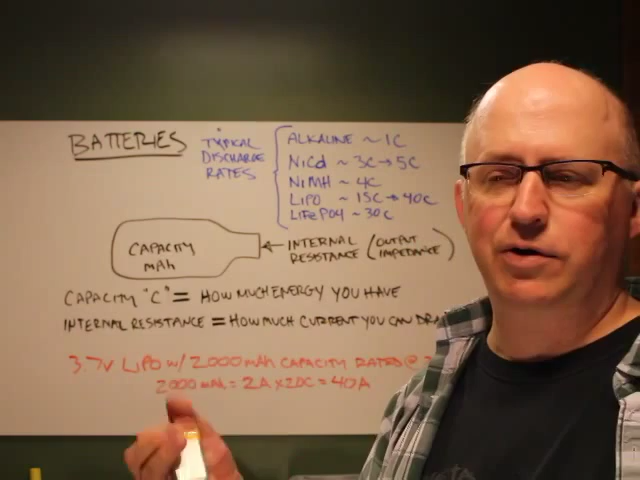 BATTERIES
TYPICAL
DISCHARGE
RATES
ALKALINE ~ 1C
NiCd ~ 3C → 5C
NiMH ~ 4C
LiPO ~ 15C → 40C
LiFePO4 ~ 30C
CAPACITY
MAH
INTERNAL
RESISTANCE
(OUTPUT
IMPEDANCE)
CAPACITY "C" = HOW MUCH ENERGY YOU HAVE
INTERNAL RESISTANCE = HOW MUCH CURRENT YOU CAN
3.7V LIPO W/ 2000MAH CAPACITY RATED @
2000MAH = 2A X 20C = 40A